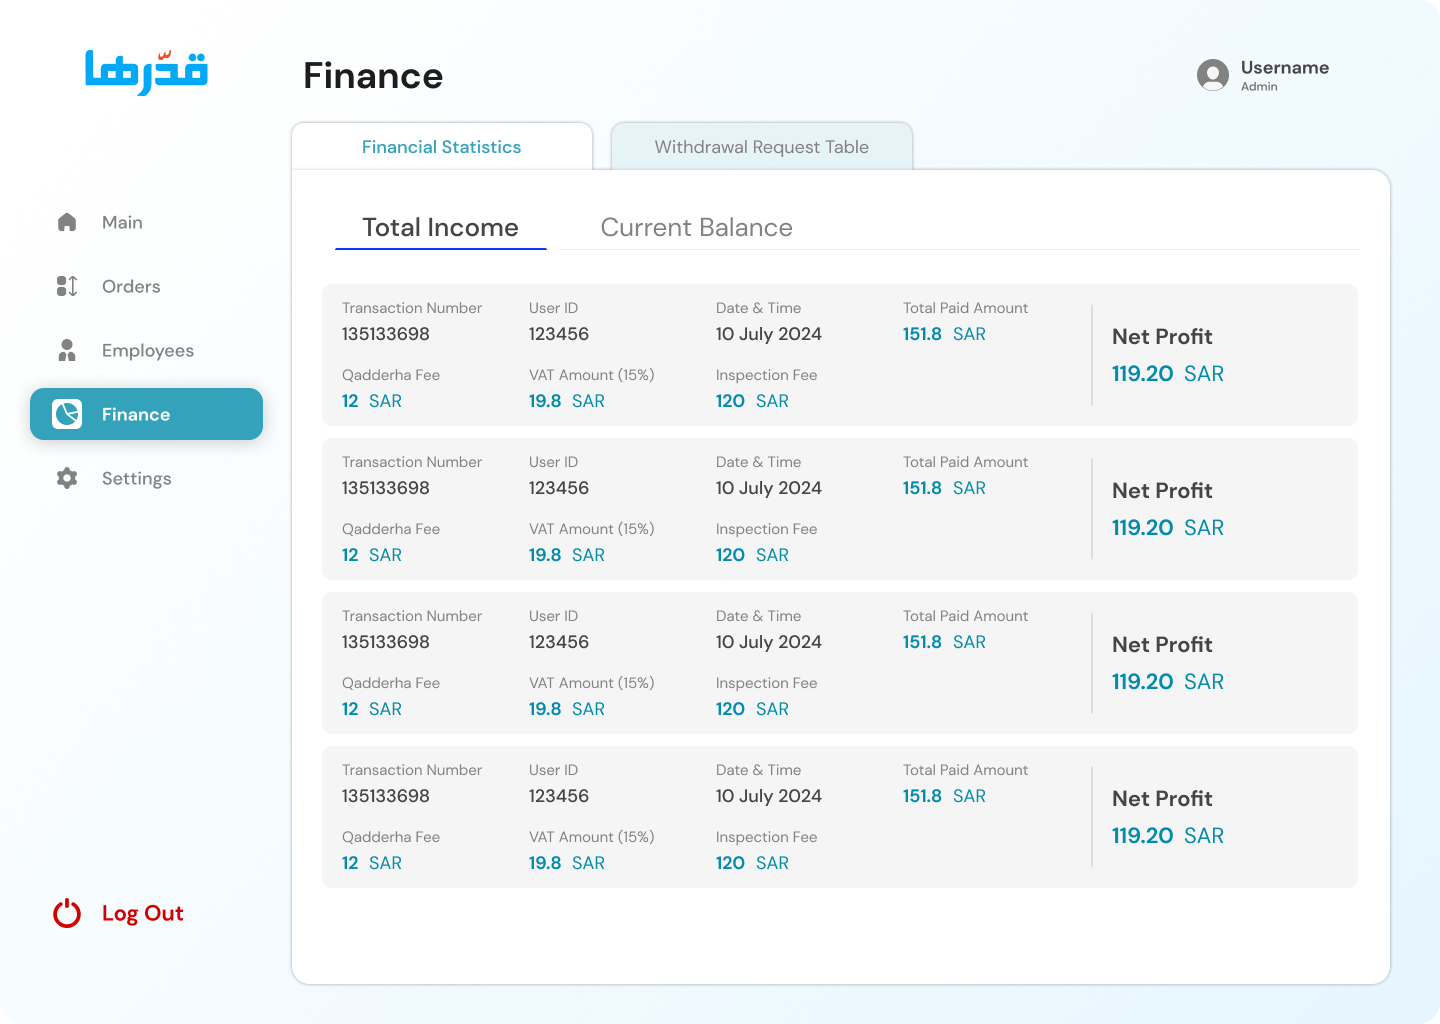 قدّرها
Finance
Username
Admin
Financial Statistics
Withdrawal Request Table
Main
Orders
Employees
Finance
Settings
Log Out
Total Income
Current Balance
Transaction Number
135133698
User ID
123456
Date & Time
10 July 2024
Total Paid Amount
151.8 SAR
Qadderha Fee
12 SAR
VAT Amount (15%)
19.8 SAR
Inspection Fee
120 SAR
Net Profit
119.20 SAR
Transaction Number
135133698
User ID
123456
Date & Time
10 July 2024
Total Paid Amount
151.8 SAR
Qadderha Fee
12 SAR
VAT Amount (15%)
19.8 SAR
Inspection Fee
120 SAR
Net Profit
119.20 SAR
Transaction Number
135133698
User ID
123456
Date & Time
10 July 2024
Total Paid Amount
151.8 SAR
Qadderha Fee
12 SAR
VAT Amount (15%)
19.8 SAR
Inspection Fee
120 SAR
Net Profit
119.20 SAR
Transaction Number
135133698
User ID
123456
Date & Time
10 July 2024
Total Paid Amount
151.8 SAR
Qadderha Fee
12 SAR
VAT Amount (15%)
19.8 SAR
Inspection Fee
120 SAR
Net Profit
119.20 SAR